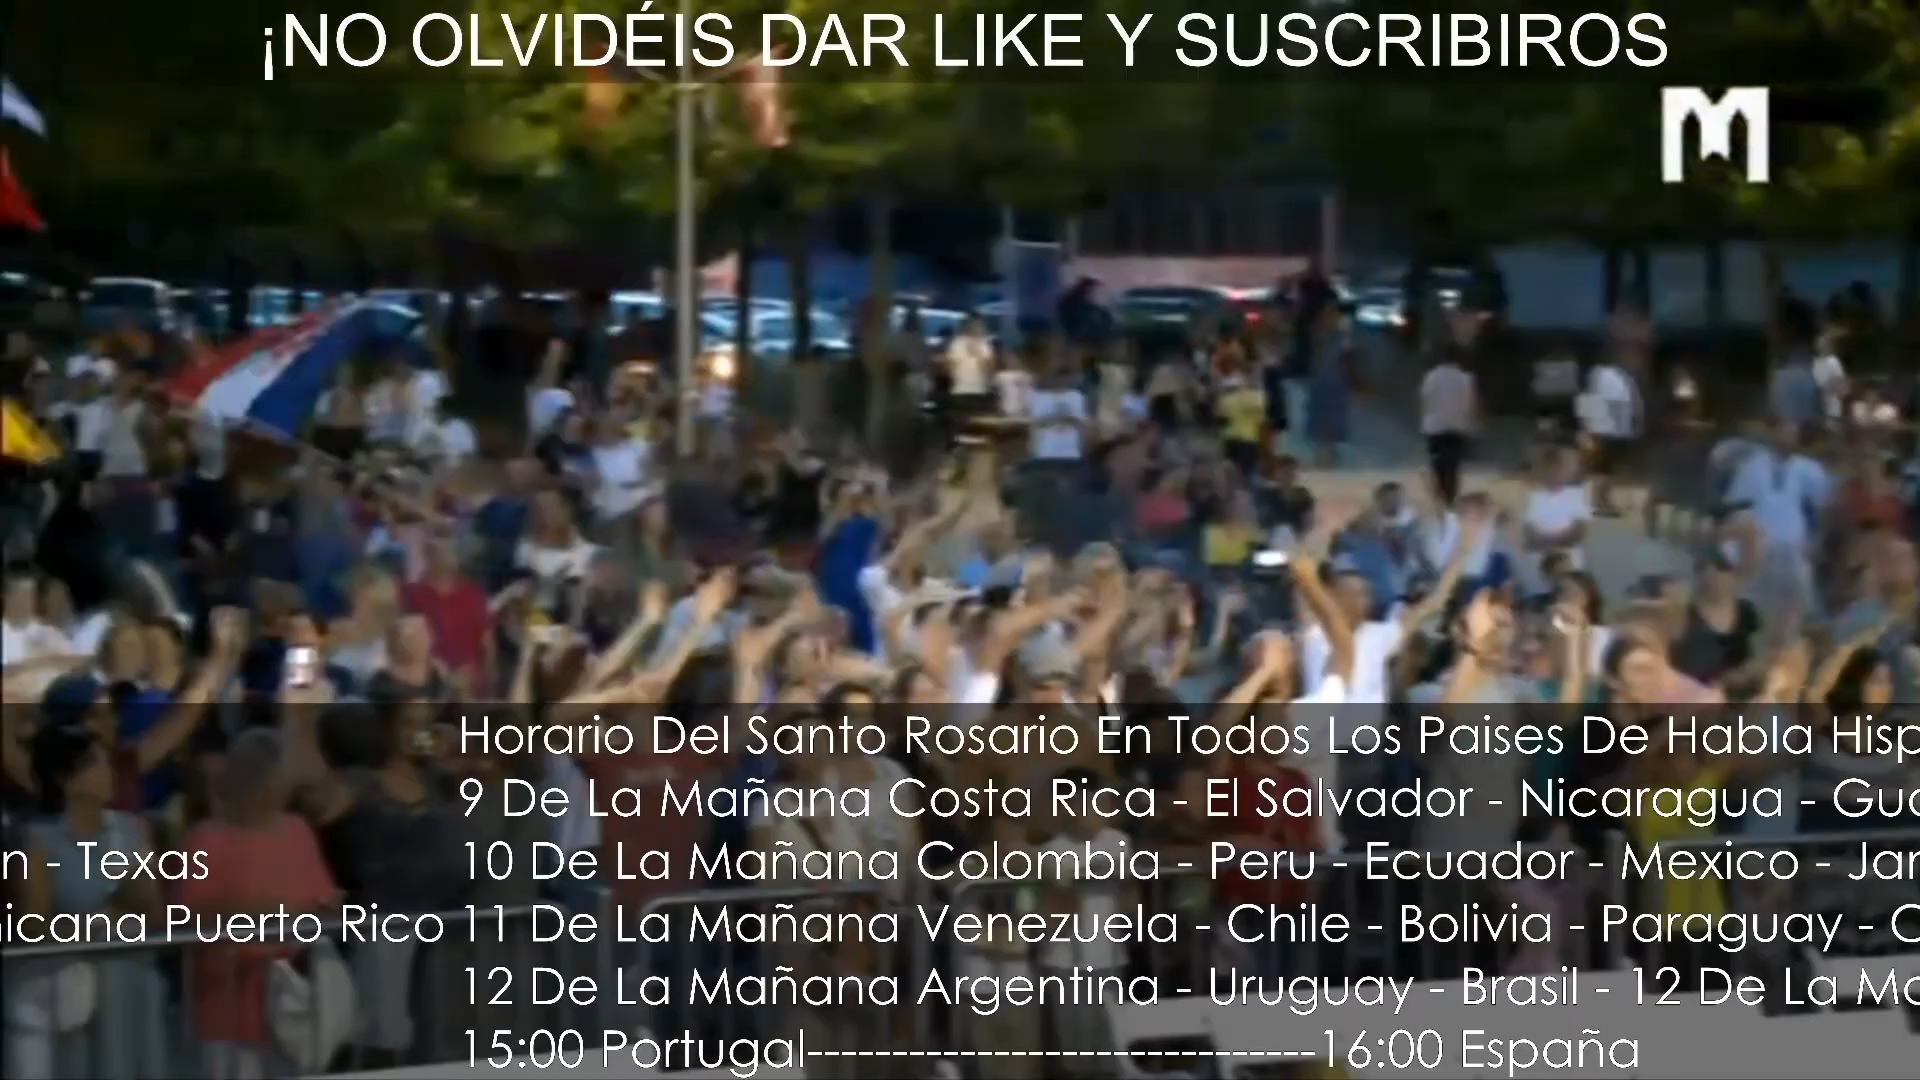 ¡NO OLVIDÉIS DAR LIKE Y SUSCRIBIROS
M
Horario Del Santo Rosario En Todos Los Paises De Habla Hisp
9 De La Mañana Costa Rica - El Salvador - Nicaragua - Gua
n - Texas 10 De La Mañana Colombia - Peru - Ecuador - Mexico - Jam
nicana Puerto Rico 11 De La Mañana Venezuela - Chile - Bolivia - Paraguay - C
12 De La Mañana Argentina - Uruguay - Brasil - 12 De La Ma
15:00 Portugal------------------------------16:00 España